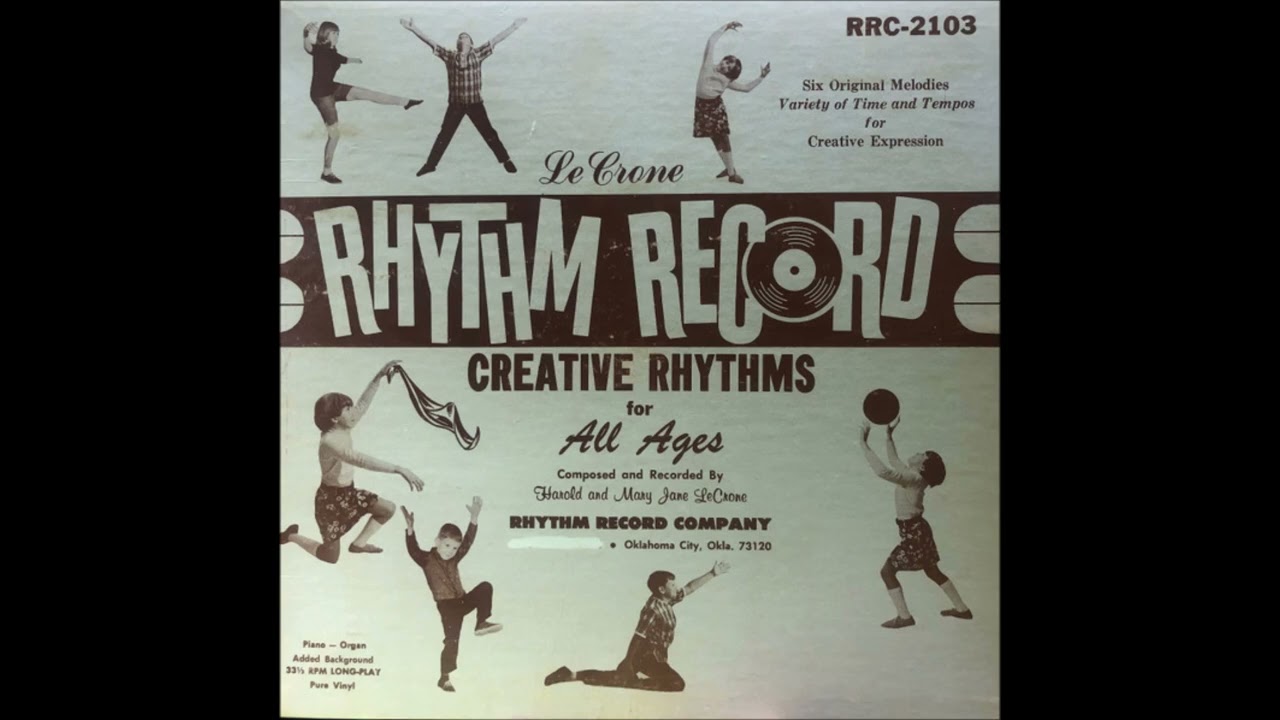 RRC-2103
Six Original Melodies
Variety of Time and Tempos
for
Creative Expression
LeCrone
RHYTHM RECORD
CREATIVE RHYTHMS
for
All Ages
Composed and Recorded By
Harold and Mary Jane LeCrone
RHYTHM RECORD COMPANY
• Oklahoma City, Okla. 73120
Piano — Organ
Added Background
33⅓ RPM LONG-PLAY
Pure Vinyl